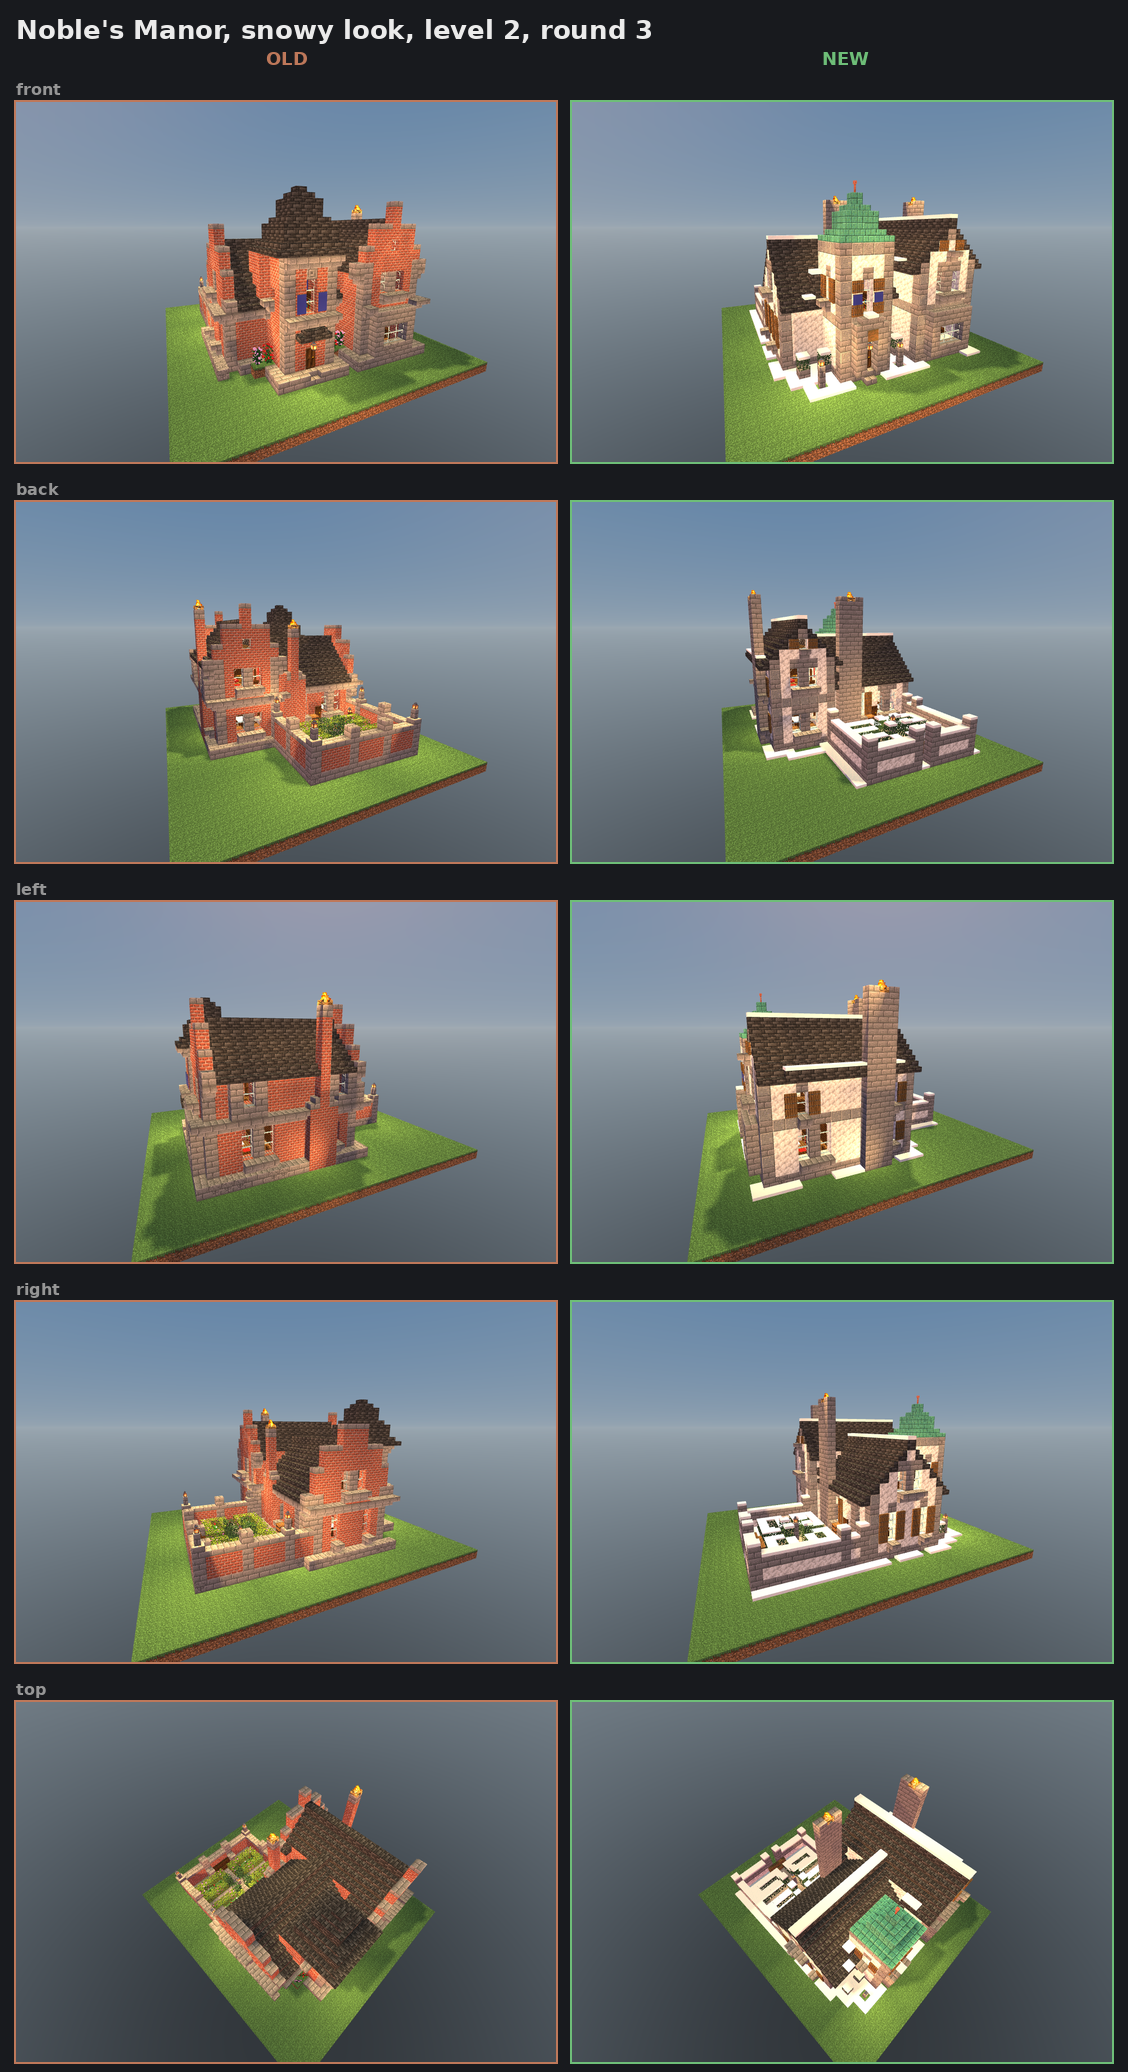 Noble's Manor, snowy look, level 2, round 3
OLD
NEW
front
back
left
right
top